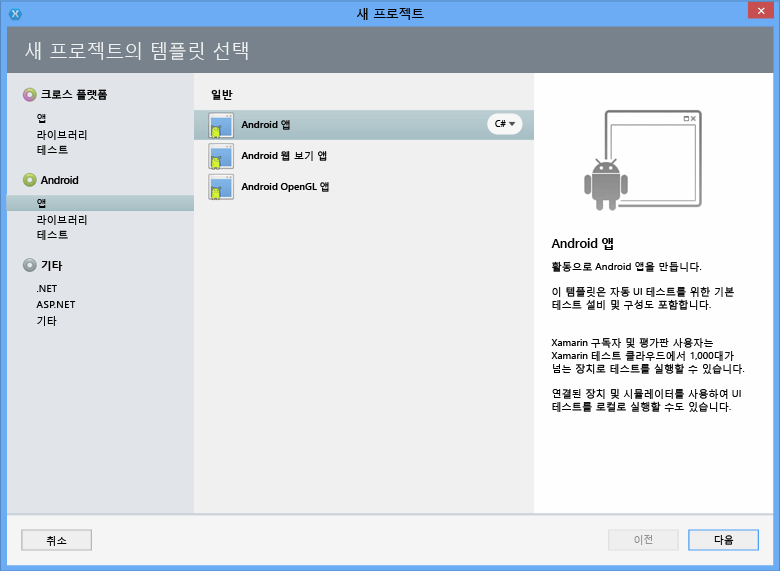 새 프로젝트
새 프로젝트의 템플릿 선택
크로스 플랫폼
앱
라이브러리
테스트
Android
앱
라이브러리
테스트
기타
.NET
ASP.NET
기타
일반
Android 앱
C#
Android 웹 보기 앱
Android OpenGL 앱
Android 앱
활동으로 Android 앱을 만듭니다.
이 템플릿은 자동 UI 테스트를 위한 기본
테스트 설비 및 구성도 포함합니다.
Xamarin 구독자 및 평가판 사용자는
Xamarin 테스트 클라우드에서 1,000대가
넘는 장치로 테스트를 실행할 수 있습니다.
연결된 장치 및 시뮬레이터를 사용하여 UI
테스트를 로컬로 실행할 수도 있습니다.
취소
이전
다음